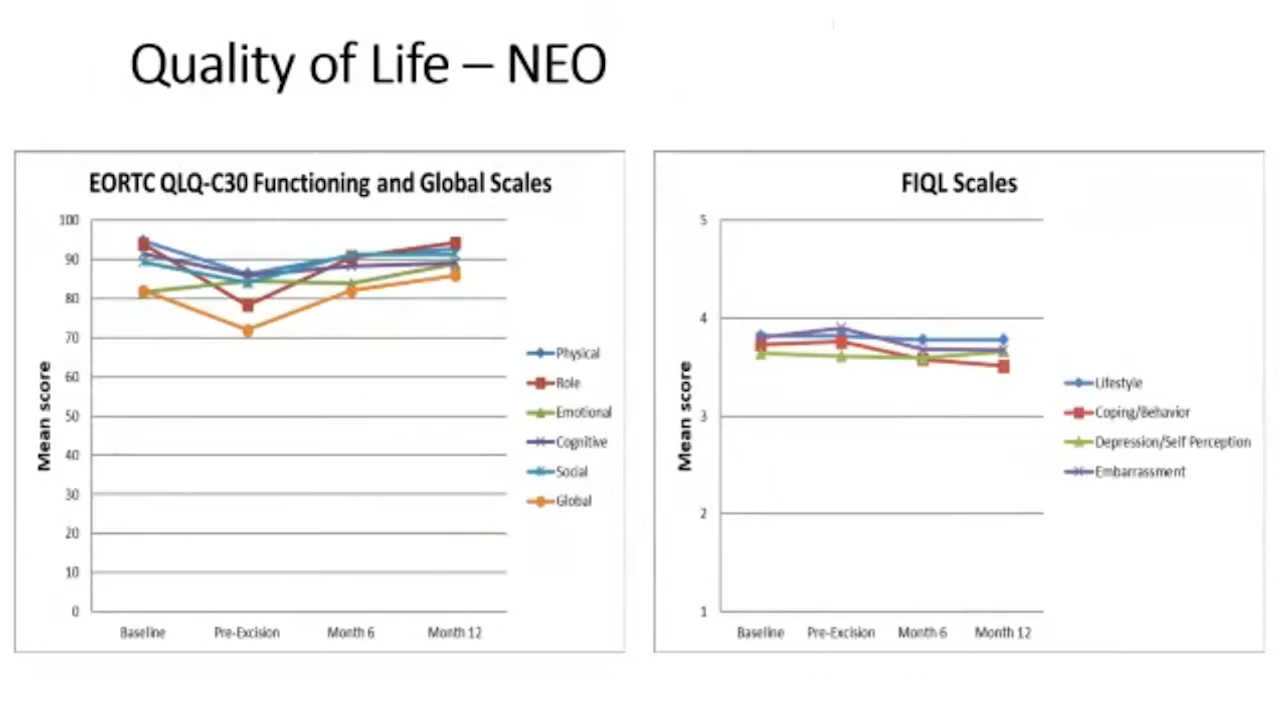 Quality of Life – NEO
EORTC QLQ-C30 Functioning and Global Scales
Mean score
100
90
80
70
60
50
40
30
20
10
0
Baseline Pre-Excision Month 6 Month 12
Physical
Role
Emotional
Cognitive
Social
Global
FIQL Scales
Mean score
5
4
3
2
1
Baseline Pre-Excision Month 6 Month 12
Lifestyle
Coping/Behavior
Depression/Self Perception
Embarrassment